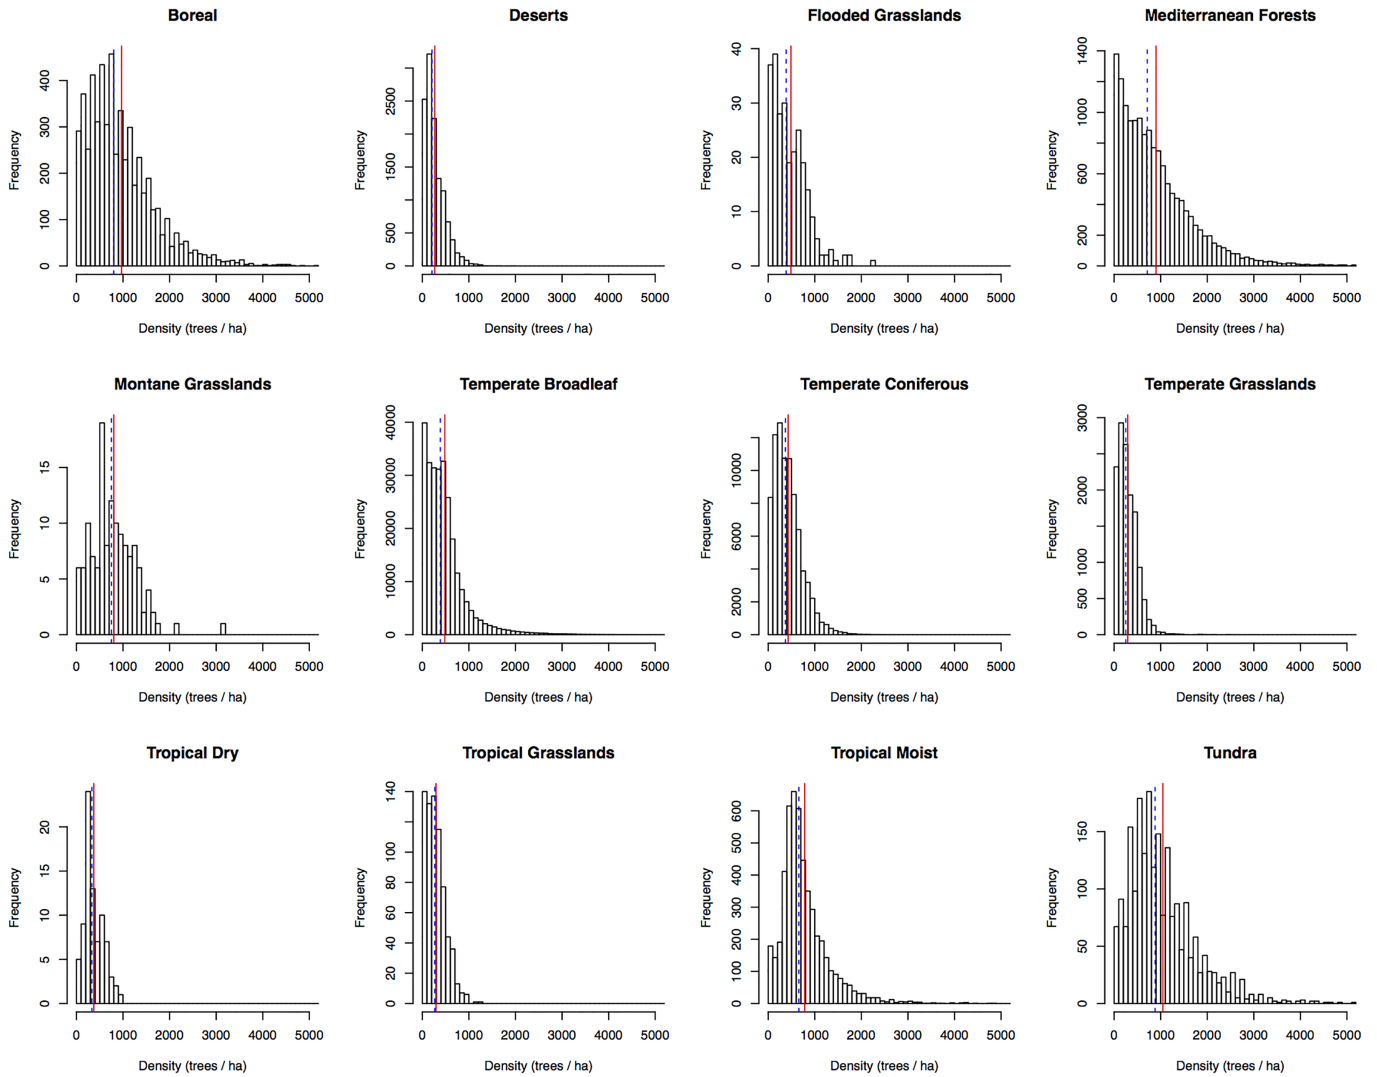 Boreal
Frequency
0 100 200 300 400
0 1000 2000 3000 4000 5000
Density (trees / ha)
Deserts
Frequency
0 500 1500 2500
0 1000 2000 3000 4000 5000
Density (trees / ha)
Flooded Grasslands
Frequency
0 10 20 30 40
0 1000 2000 3000 4000 5000
Density (trees / ha)
Mediterranean Forests
Frequency
0 200 600 1000 1400
0 1000 2000 3000 4000 5000
Density (trees / ha)
Montane Grasslands
Frequency
0 5 10 15
0 1000 2000 3000 4000 5000
Density (trees / ha)
Temperate Broadleaf
Frequency
0 10000 20000 30000 40000
0 1000 2000 3000 4000 5000
Density (trees / ha)
Temperate Coniferous
Frequency
0 2000 6000 10000
0 1000 2000 3000 4000 5000
Density (trees / ha)
Temperate Grasslands
Frequency
0 500 1000 2000 3000
0 1000 2000 3000 4000 5000
Density (trees / ha)
Tropical Dry
Frequency
0 5 10 15 20
0 1000 2000 3000 4000 5000
Density (trees / ha)
Tropical Grasslands
Frequency
0 20 40 60 80 100 140
0 1000 2000 3000 4000 5000
Density (trees / ha)
Tropical Moist
Frequency
0 100 200 300 400 500 600
0 1000 2000 3000 4000 5000
Density (trees / ha)
Tundra
Frequency
0 50 100 150
0 1000 2000 3000 4000 5000
Density (trees / ha)